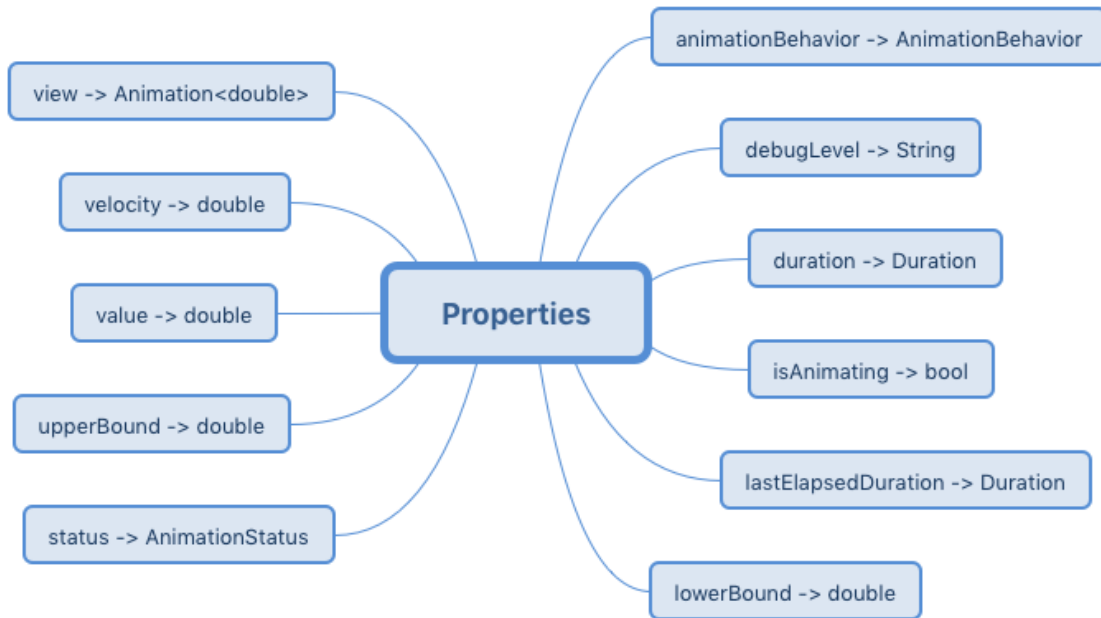 animationBehavior -> AnimationBehavior
view -> Animation<double>
debugLevel -> String
velocity -> double
duration -> Duration
value -> double
Properties
isAnimating -> bool
upperBound -> double
lastElapsedDuration -> Duration
status -> AnimationStatus
lowerBound -> double